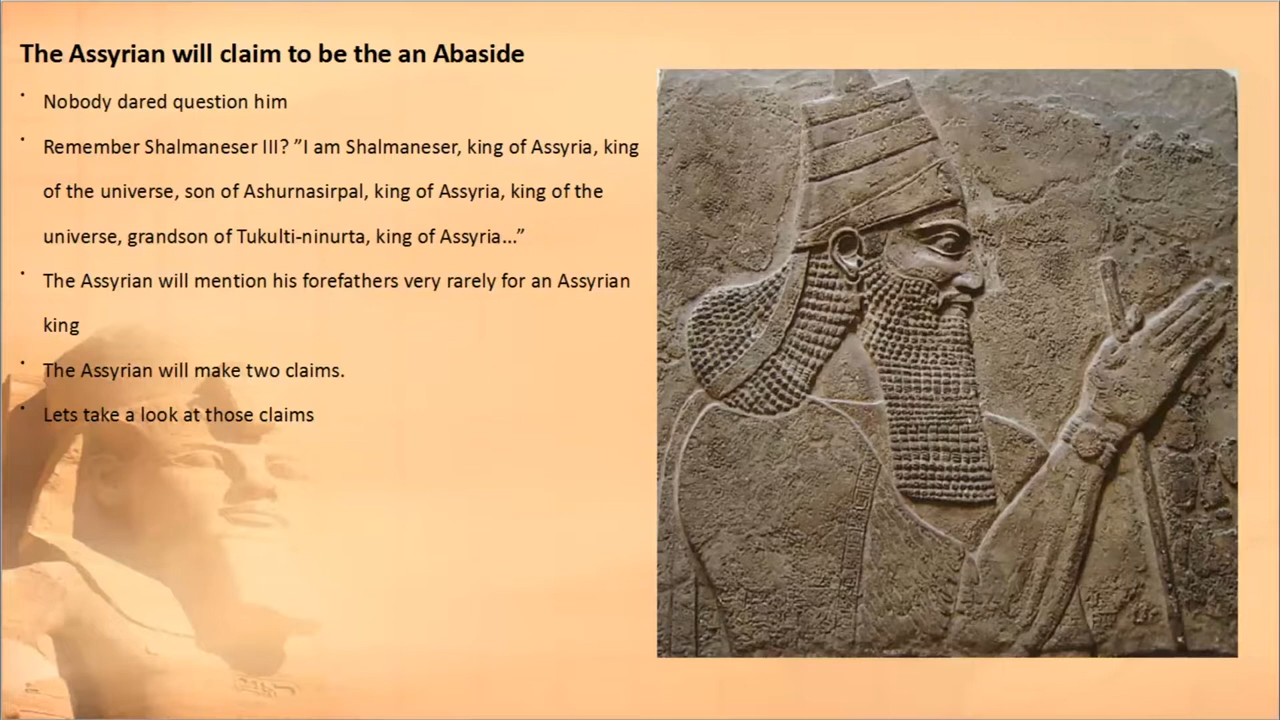 The Assyrian will claim to be the an Abaside
• Nobody dared question him
• Remember Shalmaneser III? ”I am Shalmaneser, king of Assyria, king
of the universe, son of Ashurnasirpal, king of Assyria, king of the
universe, grandson of Tukulti-ninurta, king of Assyria...”
• The Assyrian will mention his forefathers very rarely for an Assyrian
king
• The Assyrian will make two claims.
• Lets take a look at those claims